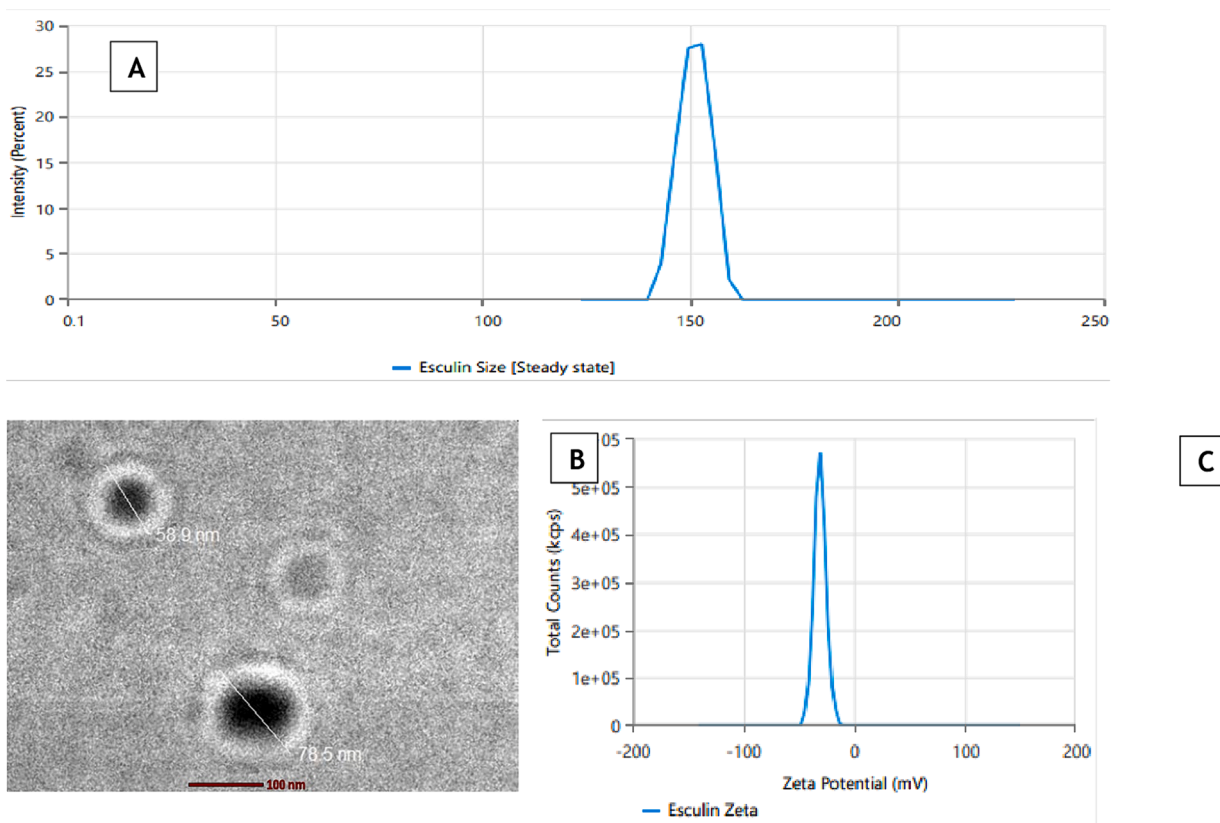 30
A
25
20
15
10
5
0
Intensity (Percent)
0.1 50 100 150 200 250
Esculin Size [Steady state]
58.9 nm
78.5 nm
100 nm
B
05
5e+05
4e+05
3e+05
2e+05
1e+05
0
Total Counts (kcps)
-200 -100 0 100 200
Zeta Potential (mV)
Esculin Zeta
C